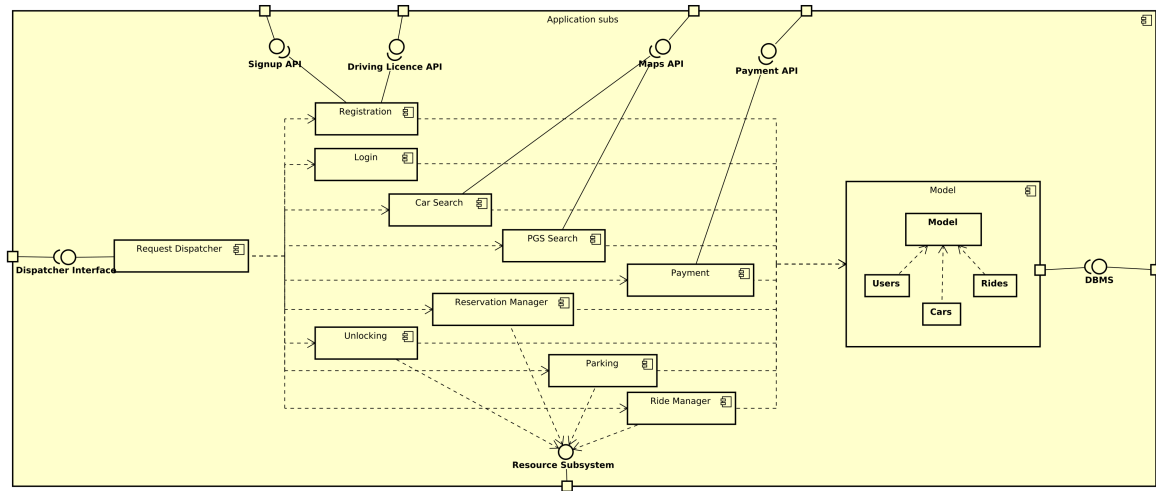 Application subs
Signup API
Driving Licence API
Maps API
Payment API
Registration
Login
Car Search
PGS Search
Request Dispatcher
Dispatcher Interface
Payment
Reservation Manager
Unlocking
Parking
Ride Manager
Resource Subsystem
Model
Model
Users
Cars
Rides
DBMS